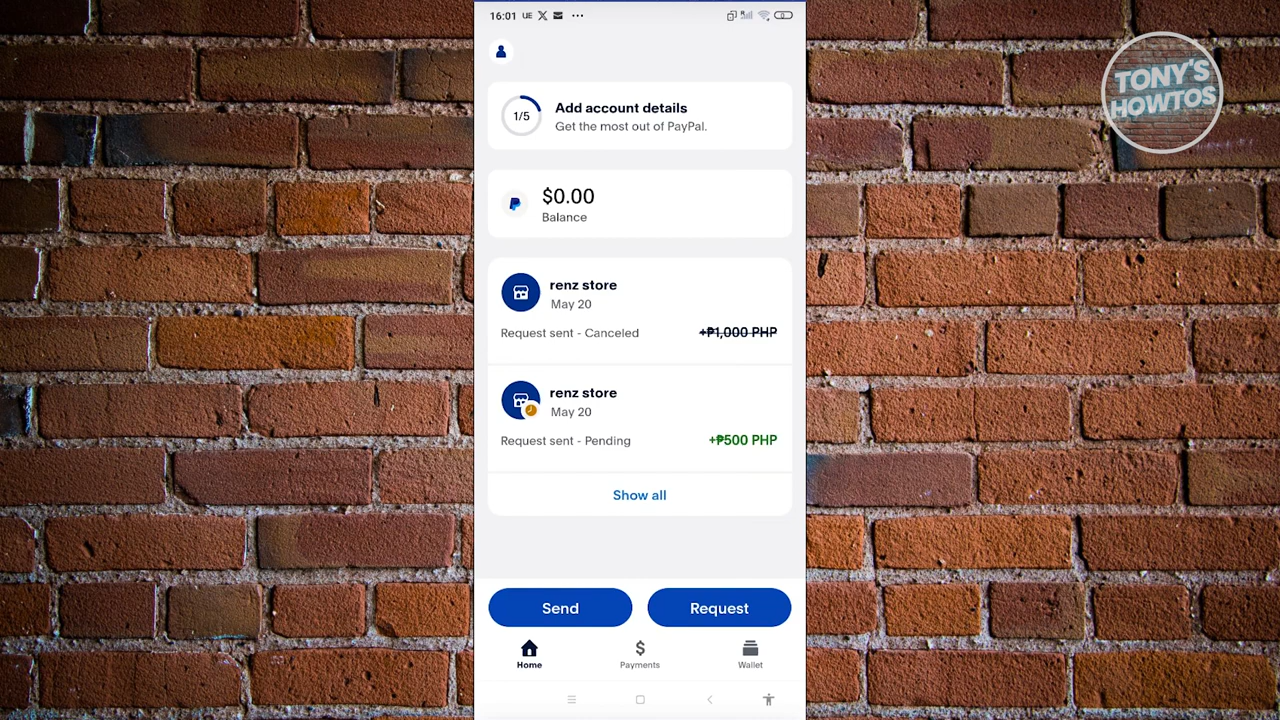 16:01 UE X ...
TONY'S
HOWTOS
1/5
Add account details
Get the most out of PayPal.
$0.00
Balance
renz store
May 20
Request sent - Canceled
+₱1,000 PHP
renz store
May 20
Request sent - Pending
+₱500 PHP
Show all
Send
Request
Home
$
Payments
Wallet